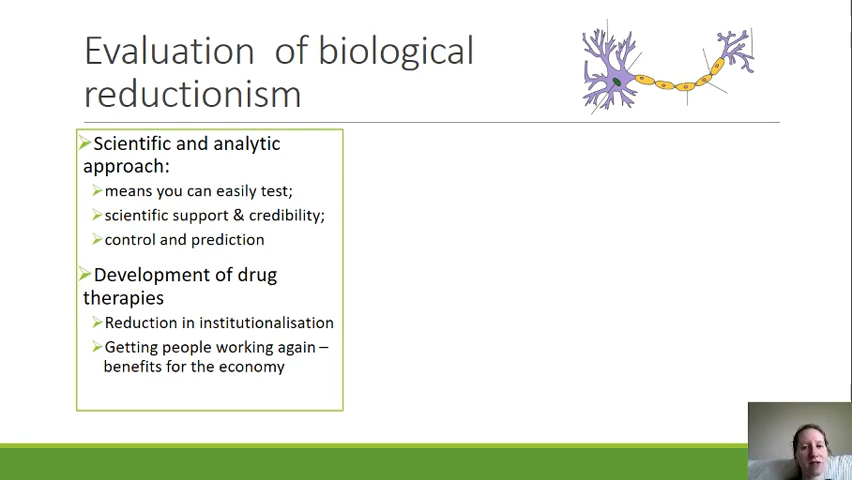 Evaluation of biological
reductionism
Scientific and analytic
approach:
means you can easily test;
scientific support & credibility;
control and prediction
Development of drug
therapies
Reduction in institutionalisation
Getting people working again –
benefits for the economy